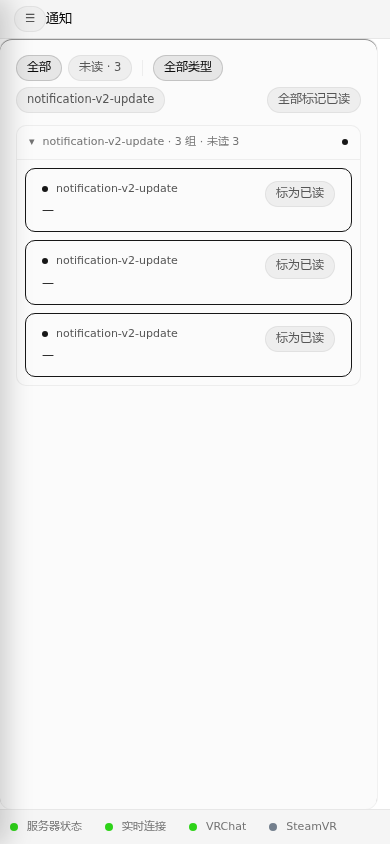 ☰ 通知
全部 未读 · 3 全部类型
notification-v2-update 全部标记已读
▾ notification-v2-update · 3 组 · 未读 3
notification-v2-update 标为已读
—
notification-v2-update 标为已读
—
notification-v2-update 标为已读
—
服务器状态 实时连接 VRChat SteamVR